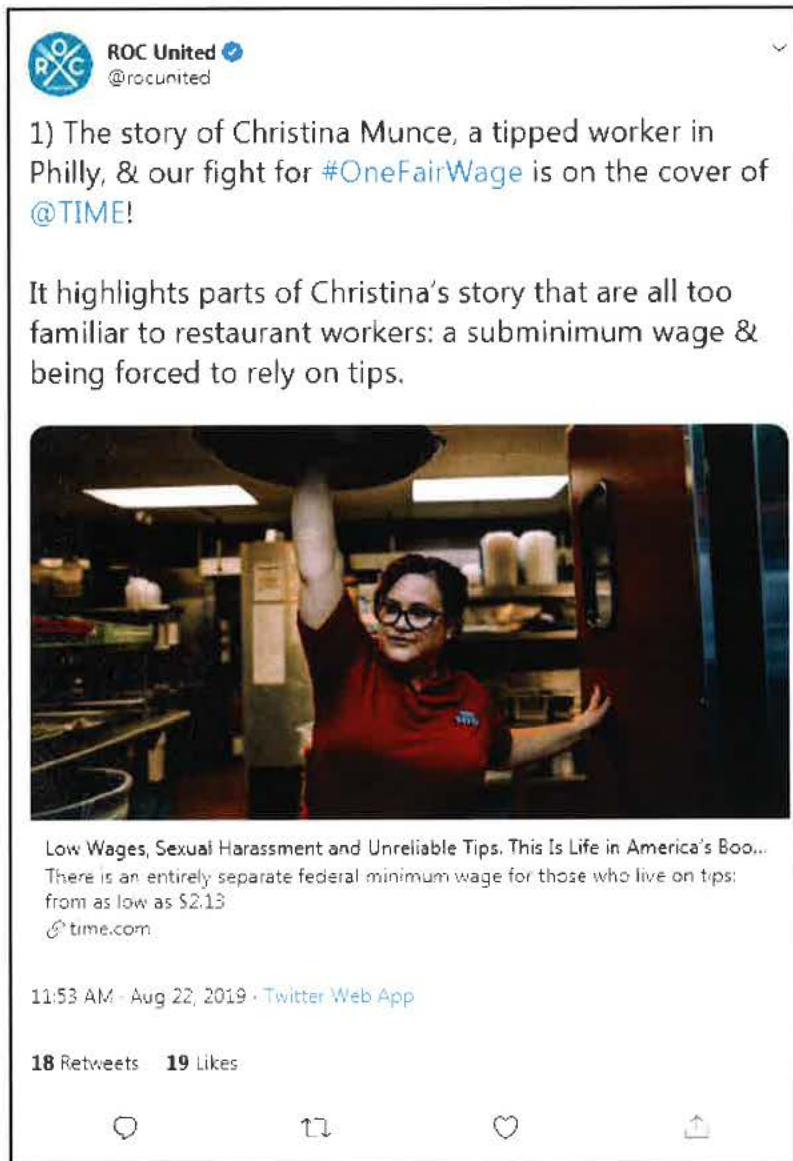 ROC
ROC United
@rocunited
1) The story of Christina Munce, a tipped worker in
Philly, & our fight for #OneFairWage is on the cover of
@TIME!
It highlights parts of Christina's story that are all too
familiar to restaurant workers: a subminimum wage &
being forced to rely on tips.
Low Wages, Sexual Harassment and Unreliable Tips. This Is Life in America's Boo...
There is an entirely separate federal minimum wage for those who live on tips:
from as low as $2.13
time.com
11:53 AM · Aug 22, 2019 · Twitter Web App
18 Retweets 19 Likes